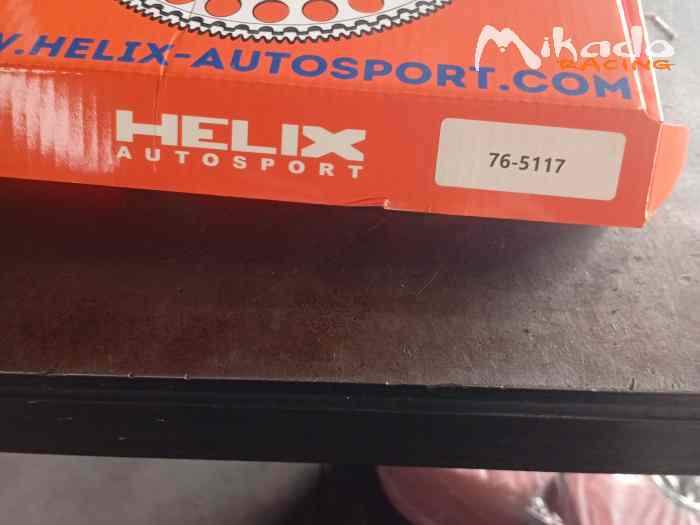 Mikado
RACING
.HELIX-AUTOSPORT.COM
HELIX
AUTOSPORT
76-5117